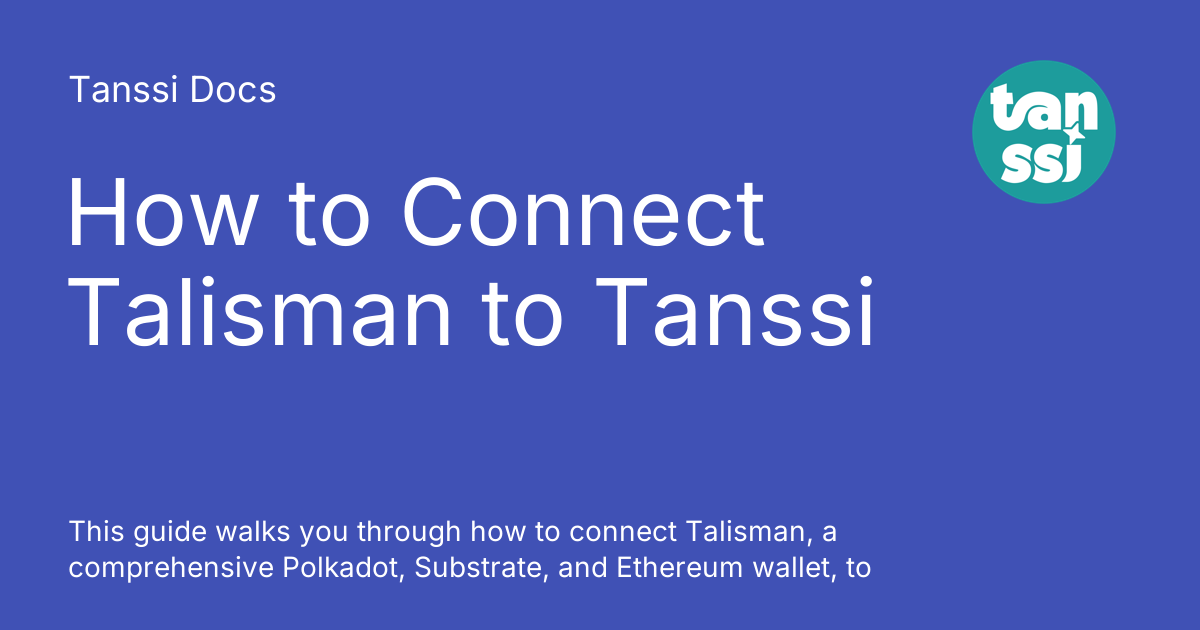 Tanssi Docs
tan
ssi
How to Connect
Talisman to Tanssi
This guide walks you through how to connect Talisman, a
comprehensive Polkadot, Substrate, and Ethereum wallet, to